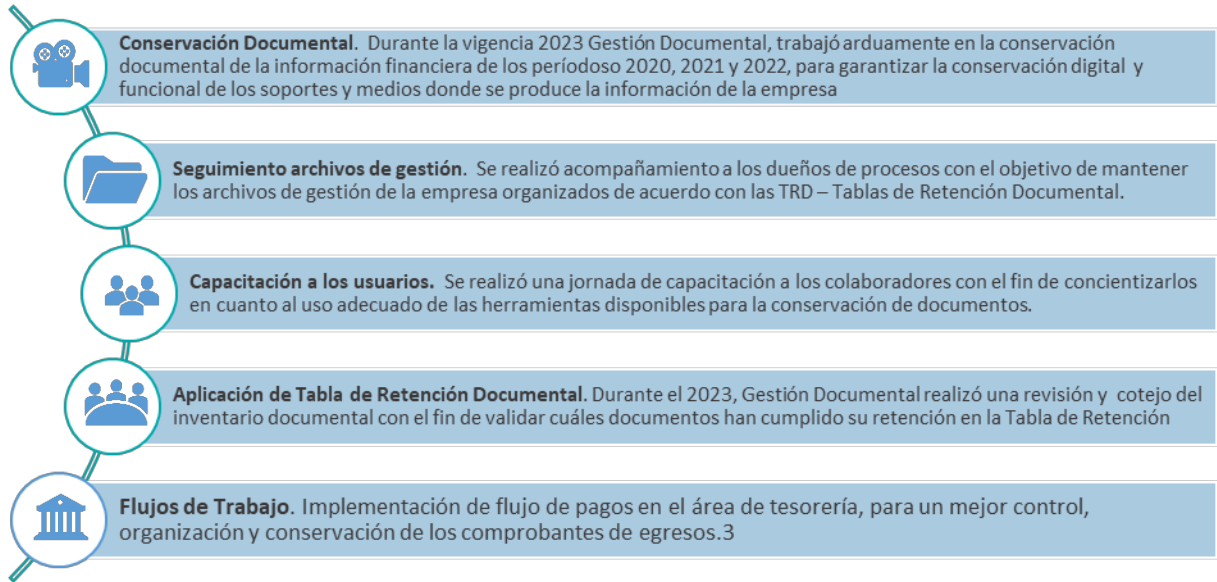 Conservación Documental. Durante la vigencia 2023 Gestión Documental, trabajó arduamente en la conservación
documental de la información financiera de los períodoso 2020, 2021 y 2022, para garantizar la conservación digital y
funcional de los soportes y medios donde se produce la información de la empresa
Seguimiento archivos de gestión. Se realizó acompañamiento a los dueños de procesos con el objetivo de mantener
los archivos de gestión de la empresa organizados de acuerdo con las TRD – Tablas de Retención Documental.
Capacitación a los usuarios. Se realizó una jornada de capacitación a los colaboradores con el fin de concientizarlos
en cuanto al uso adecuado de las herramientas disponibles para la conservación de documentos.
Aplicación de Tabla de Retención Documental. Durante el 2023, Gestión Documental realizó una revisión y cotejo del
inventario documental con el fin de validar cuáles documentos han cumplido su retención en la Tabla de Retención
Flujos de Trabajo. Implementación de flujo de pagos en el área de tesorería, para un mejor control,
organización y conservación de los comprobantes de egresos.3